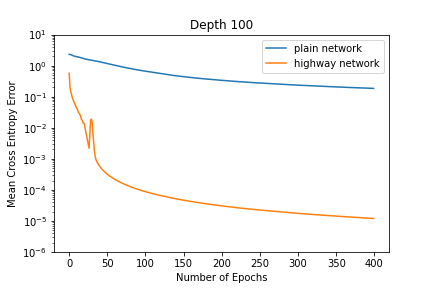 Depth 100
plain network
highway network
Mean Cross Entropy Error
10¹
10⁰
10⁻¹
10⁻²
10⁻³
10⁻⁴
10⁻⁵
10⁻⁶
0 50 100 150 200 250 300 350 400
Number of Epochs